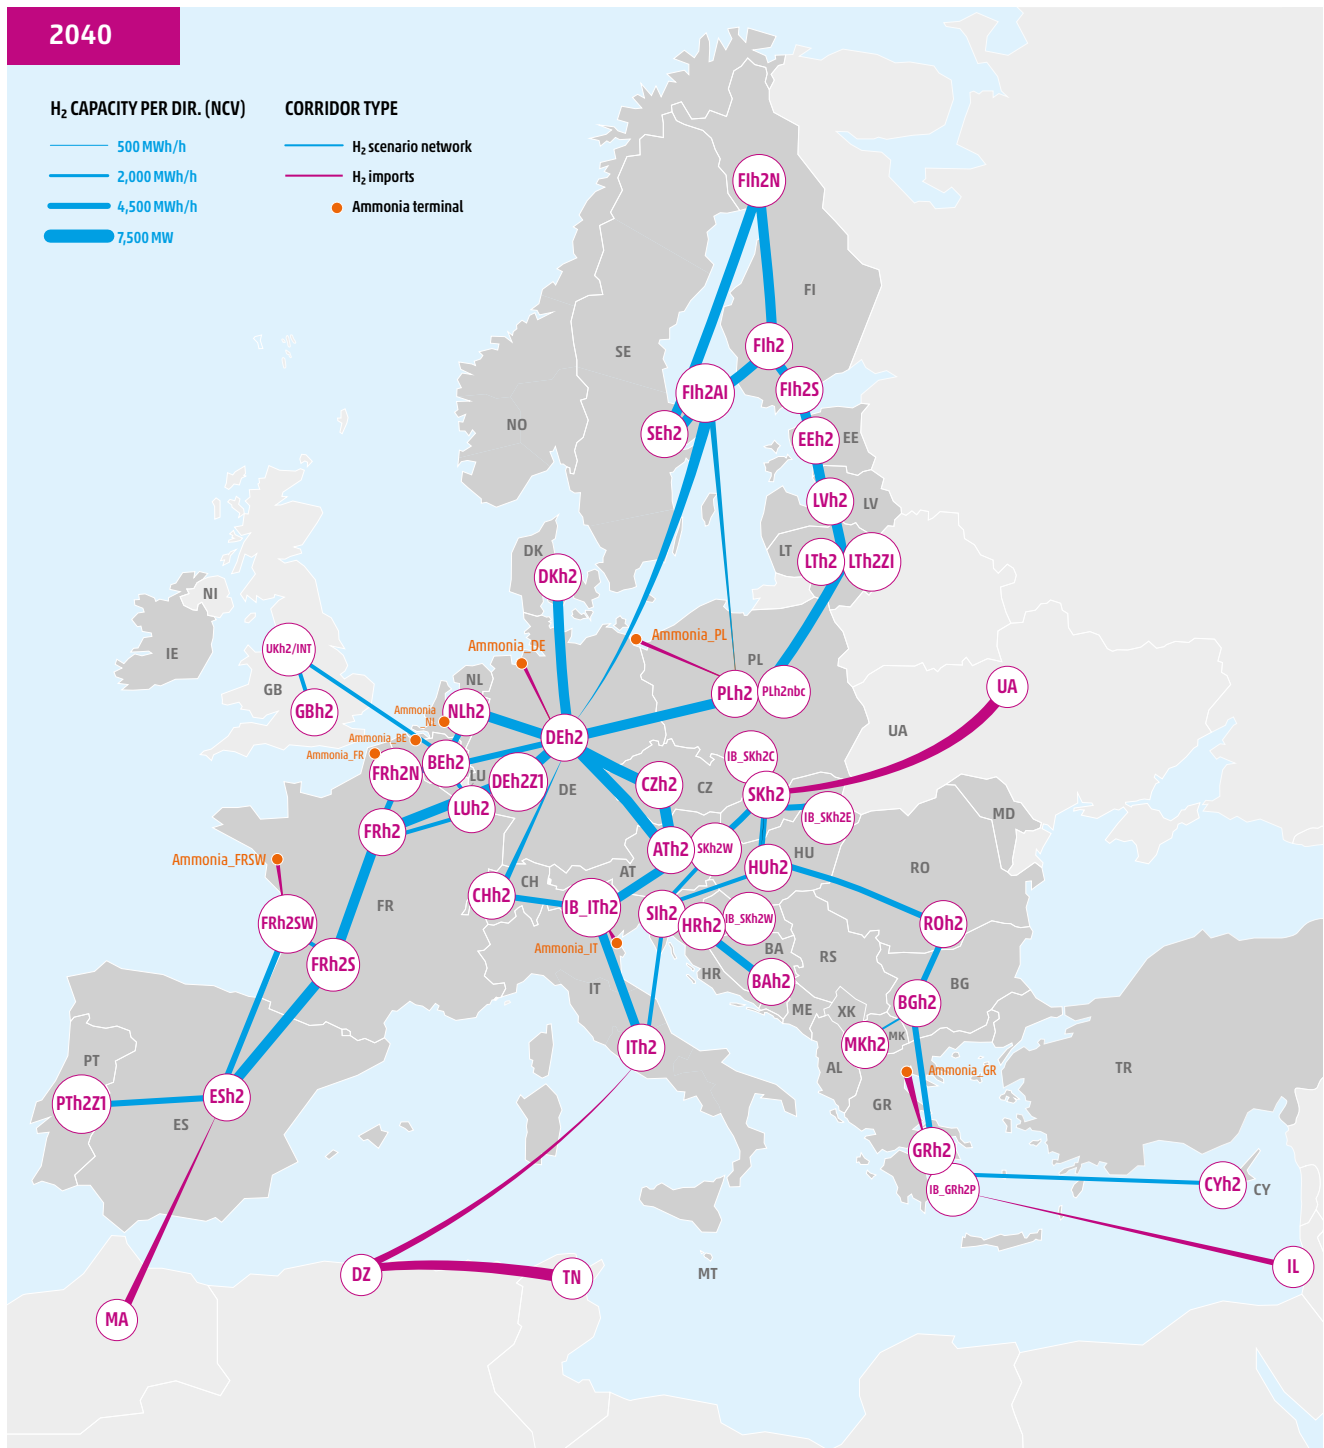 2040
H₂ CAPACITY PER DIR. (NCV)
500 MWh/h
2,000 MWh/h
4,500 MWh/h
7,500 MW
CORRIDOR TYPE
H₂ scenario network
H₂ imports
Ammonia terminal
FIh2N
FI
FIh2
SE
FIh2AI
FIh2S
NO
SEh2
EEh2
EE
LVh2
LV
DK
LT
LTh2
LTh2ZI
DKh2
NI
IE
UKh2/INT
Ammonia_DE
Ammonia_PL
PL
GB
NL
UA
PLh2
PLh2nbc
GBh2
Ammonia
NL
NLh2
Ammonia_BE
DEh2
UA
Ammonia_FR
BEh2
IB_SKh2C
FRh2N
LU
DEh2Z1
DE
CZh2
CZ
SKh2
LUh2
IB_SKh2E
MD
FRh2
Ammonia_FRSW
ATh2
SKh2W
HU
HUh2
RO
AT
CH
CHh2
FR
IB_ITh2
FRh2SW
SIh2
HRh2
IB_SKh2W
ROh2
Ammonia_IT
BA
RS
FRh2S
HR
BAh2
BG
IT
ME
XK
BGh2
MK
MKh2
ITh2
PT
AL
Ammonia_GR
TR
PTh2Z1
ESh2
GR
ES
GRh2
IB_GRh2P
CYh2
CY
DZ
TN
MT
IL
MA